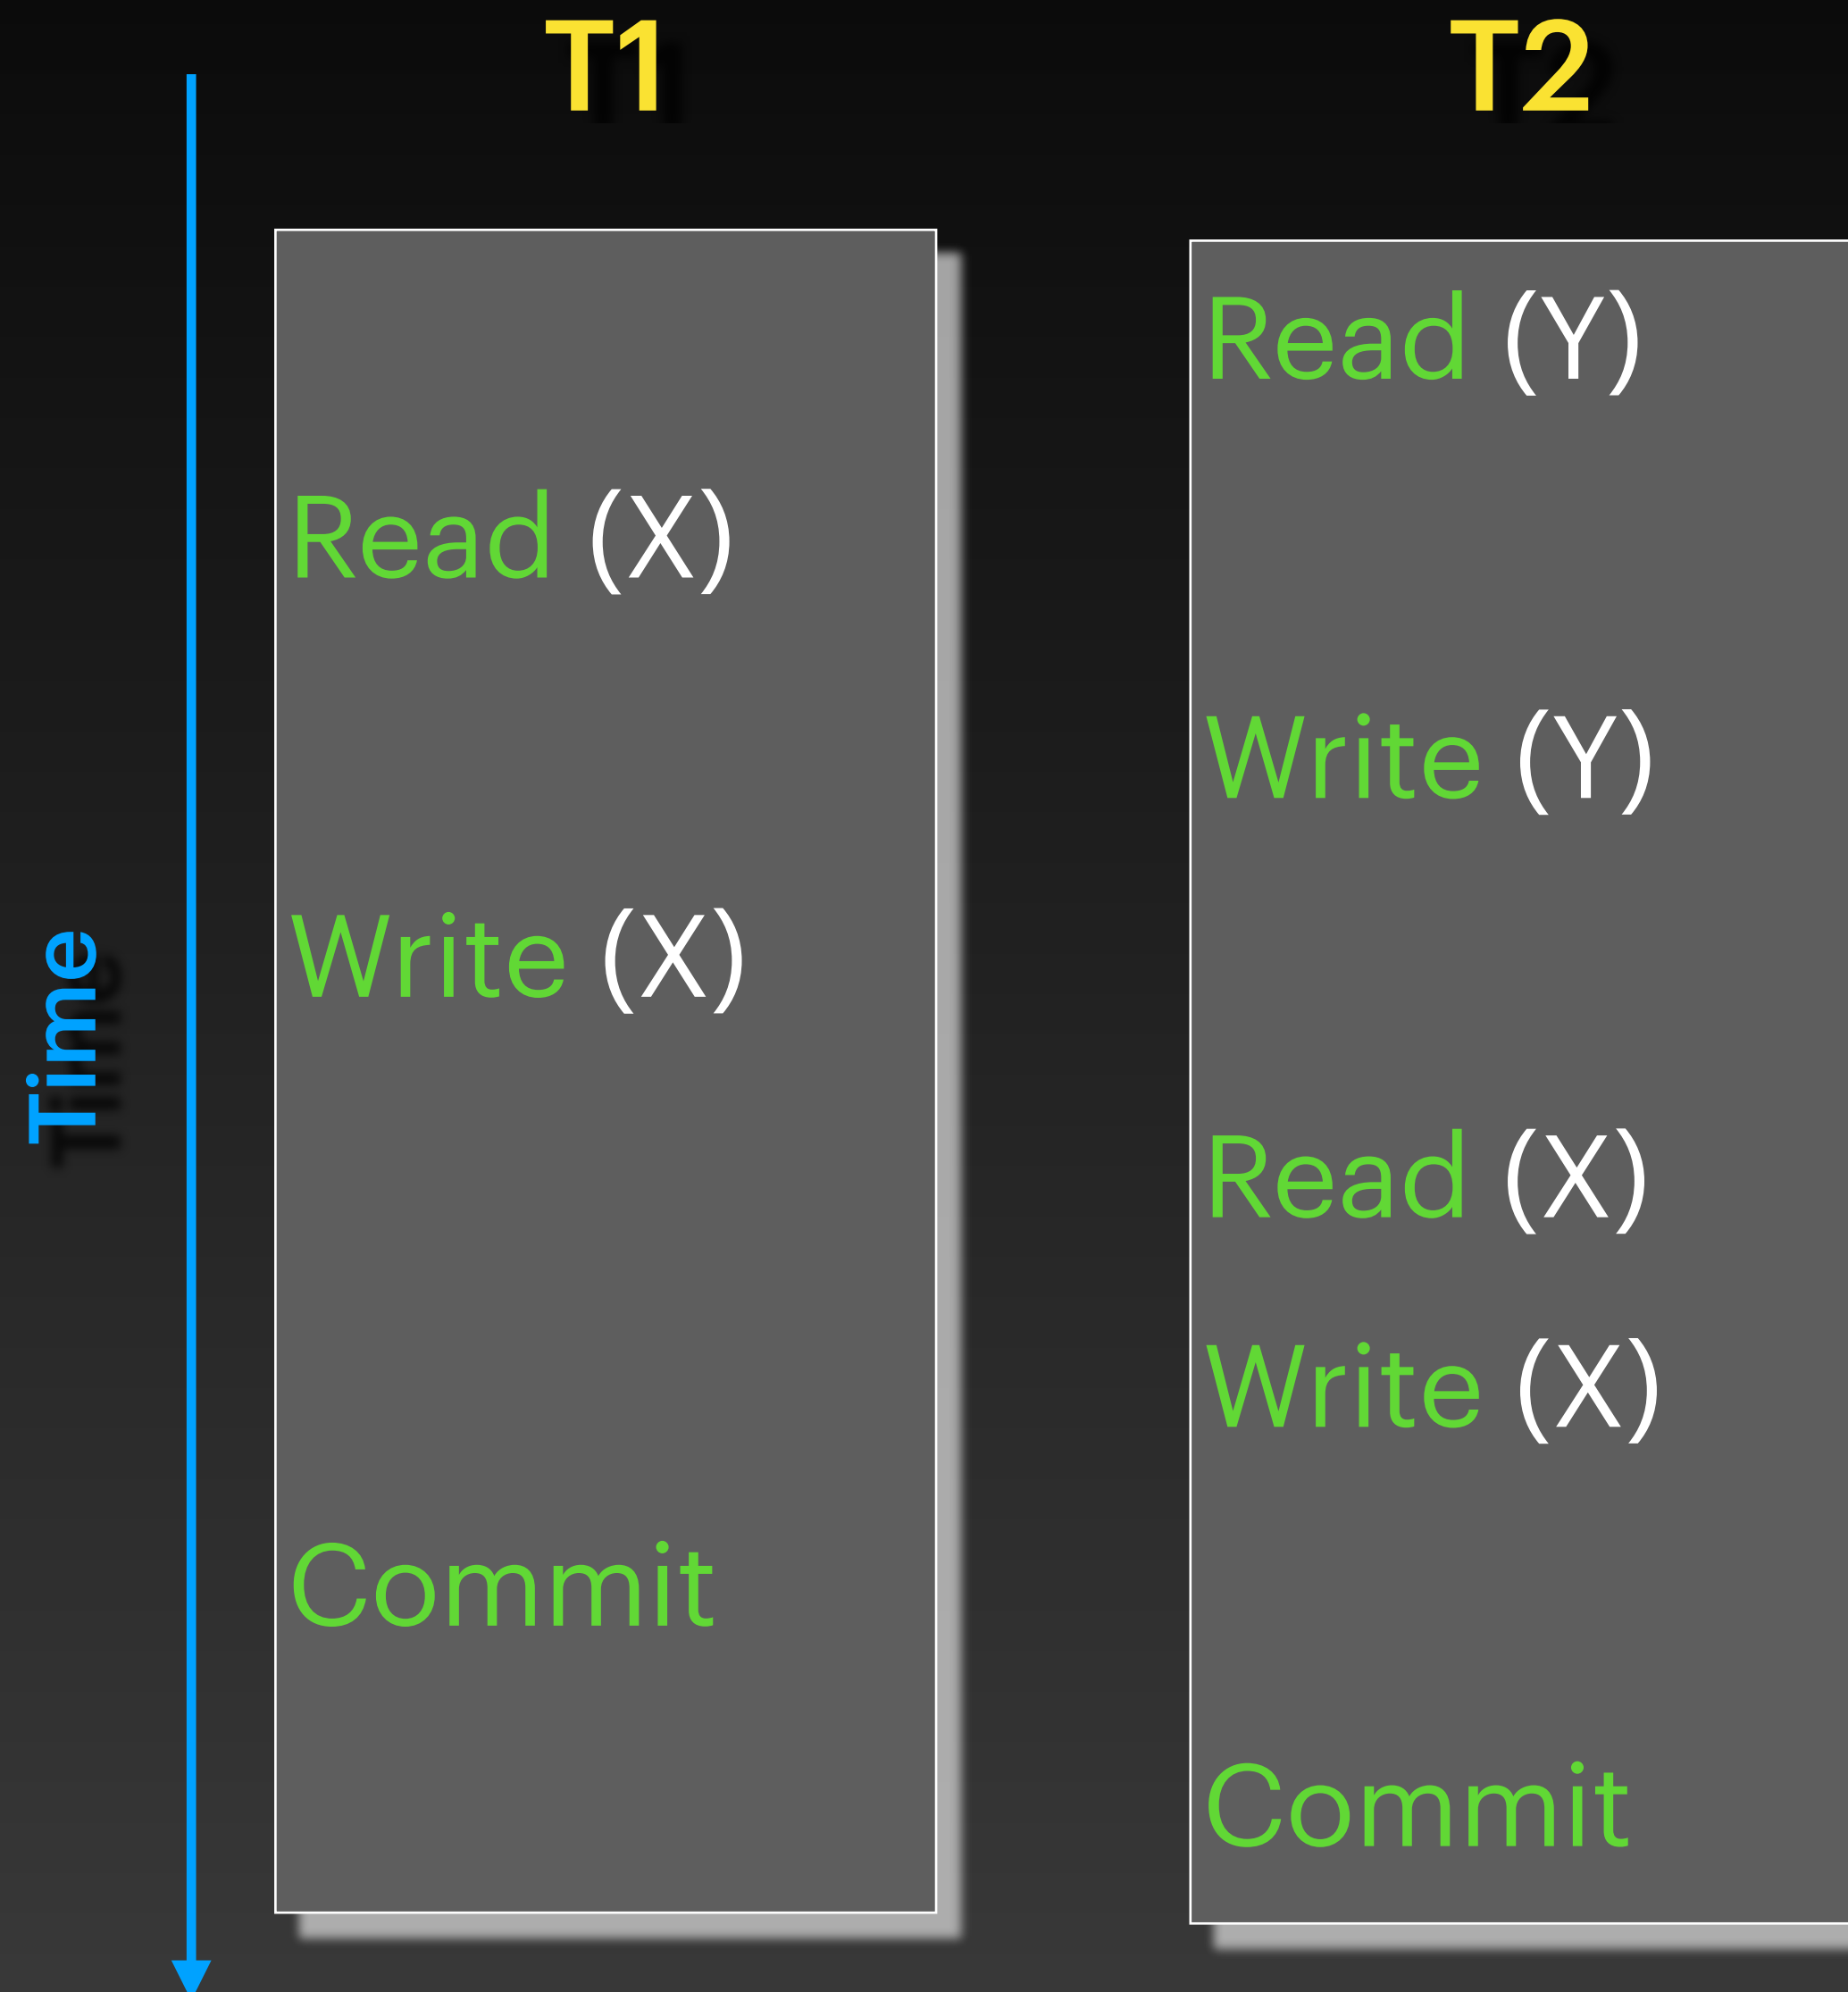 T1
T2
Time
Read (Y)
Read (X)
Write (Y)
Write (X)
Read (X)
Write (X)
Commit
Commit